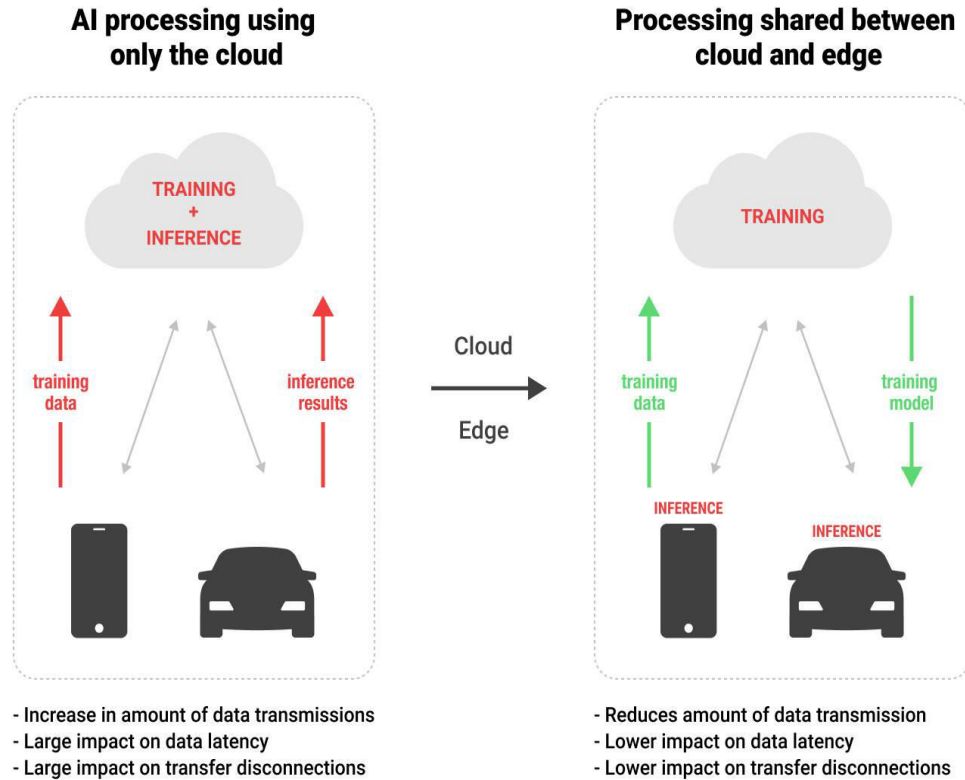 AI processing using
only the cloud
TRAINING
+
INFERENCE
training
data
inference
results
- Increase in amount of data transmissions
- Large impact on data latency
- Large impact on transfer disconnections
Cloud
Edge
Processing shared between
cloud and edge
TRAINING
training
data
training
model
INFERENCE
INFERENCE
- Reduces amount of data transmission
- Lower impact on data latency
- Lower impact on transfer disconnections